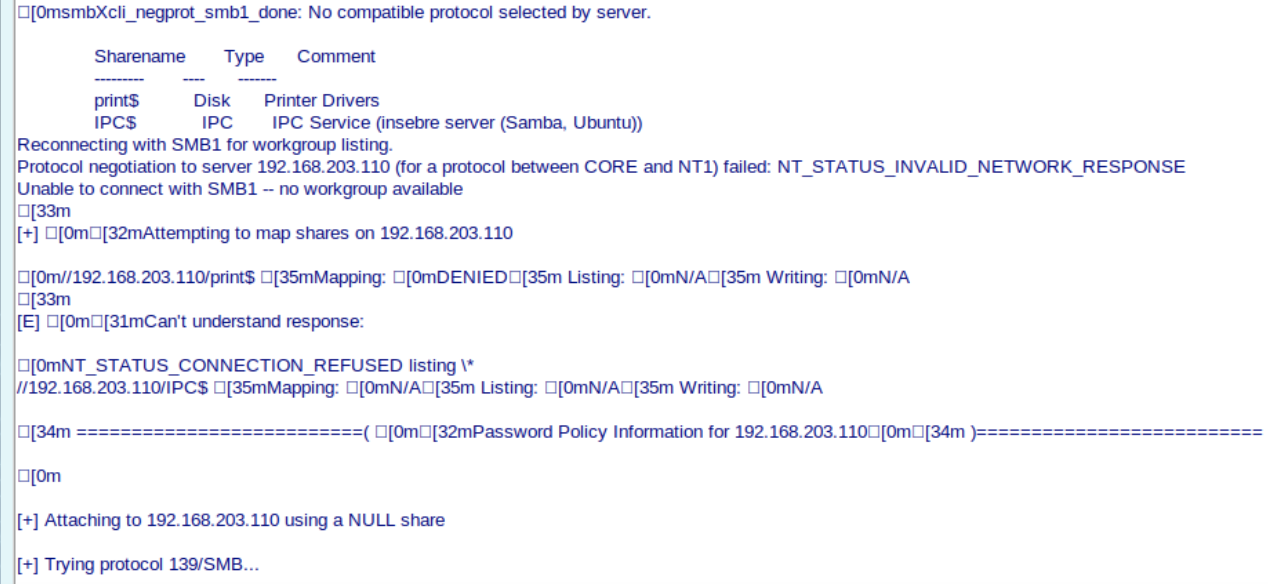 □[0msmbXcli_negprot_smb1_done: No compatible protocol selected by server.
Sharename Type Comment
--------- ---- -------
print$ Disk Printer Drivers
IPC$ IPC IPC Service (insebre server (Samba, Ubuntu))
Reconnecting with SMB1 for workgroup listing.
Protocol negotiation to server 192.168.203.110 (for a protocol between CORE and NT1) failed: NT_STATUS_INVALID_NETWORK_RESPONSE
Unable to connect with SMB1 -- no workgroup available
□[33m
[+] □[0m□[32mAttempting to map shares on 192.168.203.110
□[0m//192.168.203.110/print$ □[35mMapping: □[0mDENIED□[35m Listing: □[0mN/A□[35m Writing: □[0mN/A
□[33m
[E] □[0m□[31mCan't understand response:
□[0mNT_STATUS_CONNECTION_REFUSED listing \*
//192.168.203.110/IPC$ □[35mMapping: □[0mN/A□[35m Listing: □[0mN/A□[35m Writing: □[0mN/A
□[34m ==========================( □[0m□[32mPassword Policy Information for 192.168.203.110□[0m□[34m )==========================
□[0m
[+] Attaching to 192.168.203.110 using a NULL share
[+] Trying protocol 139/SMB...